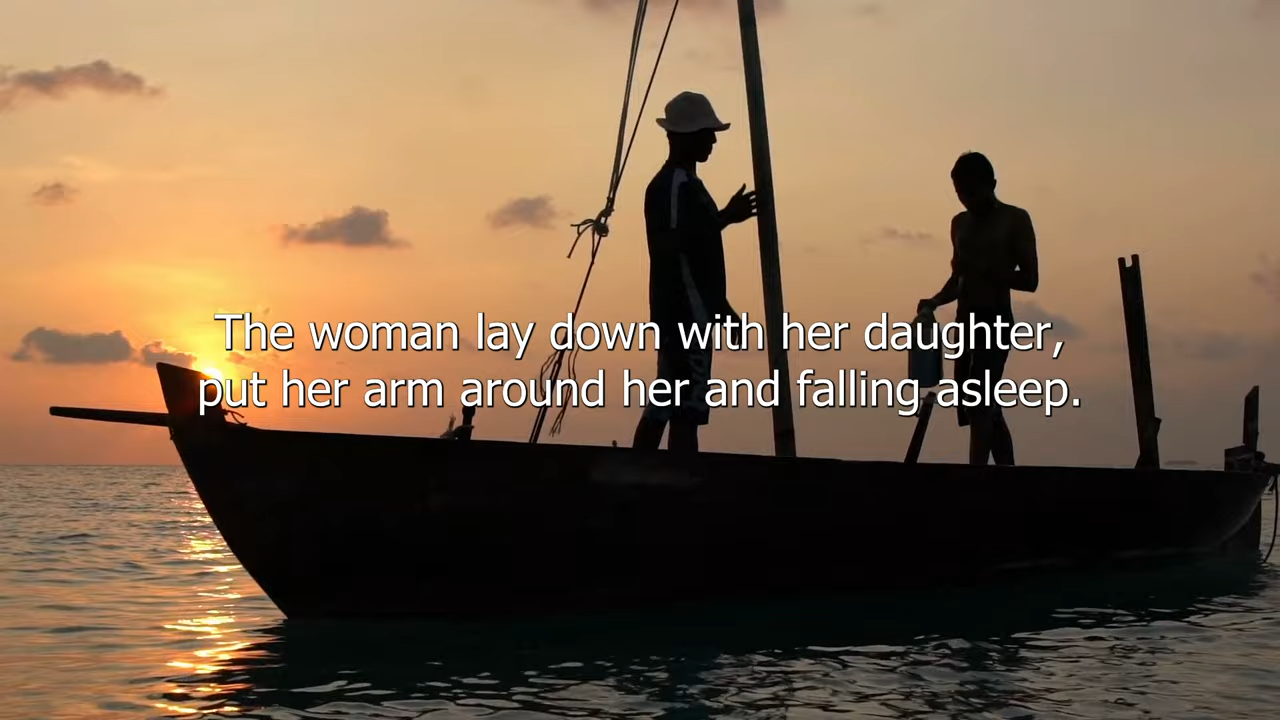 The woman lay down with her daughter,
put her arm around her and falling asleep.